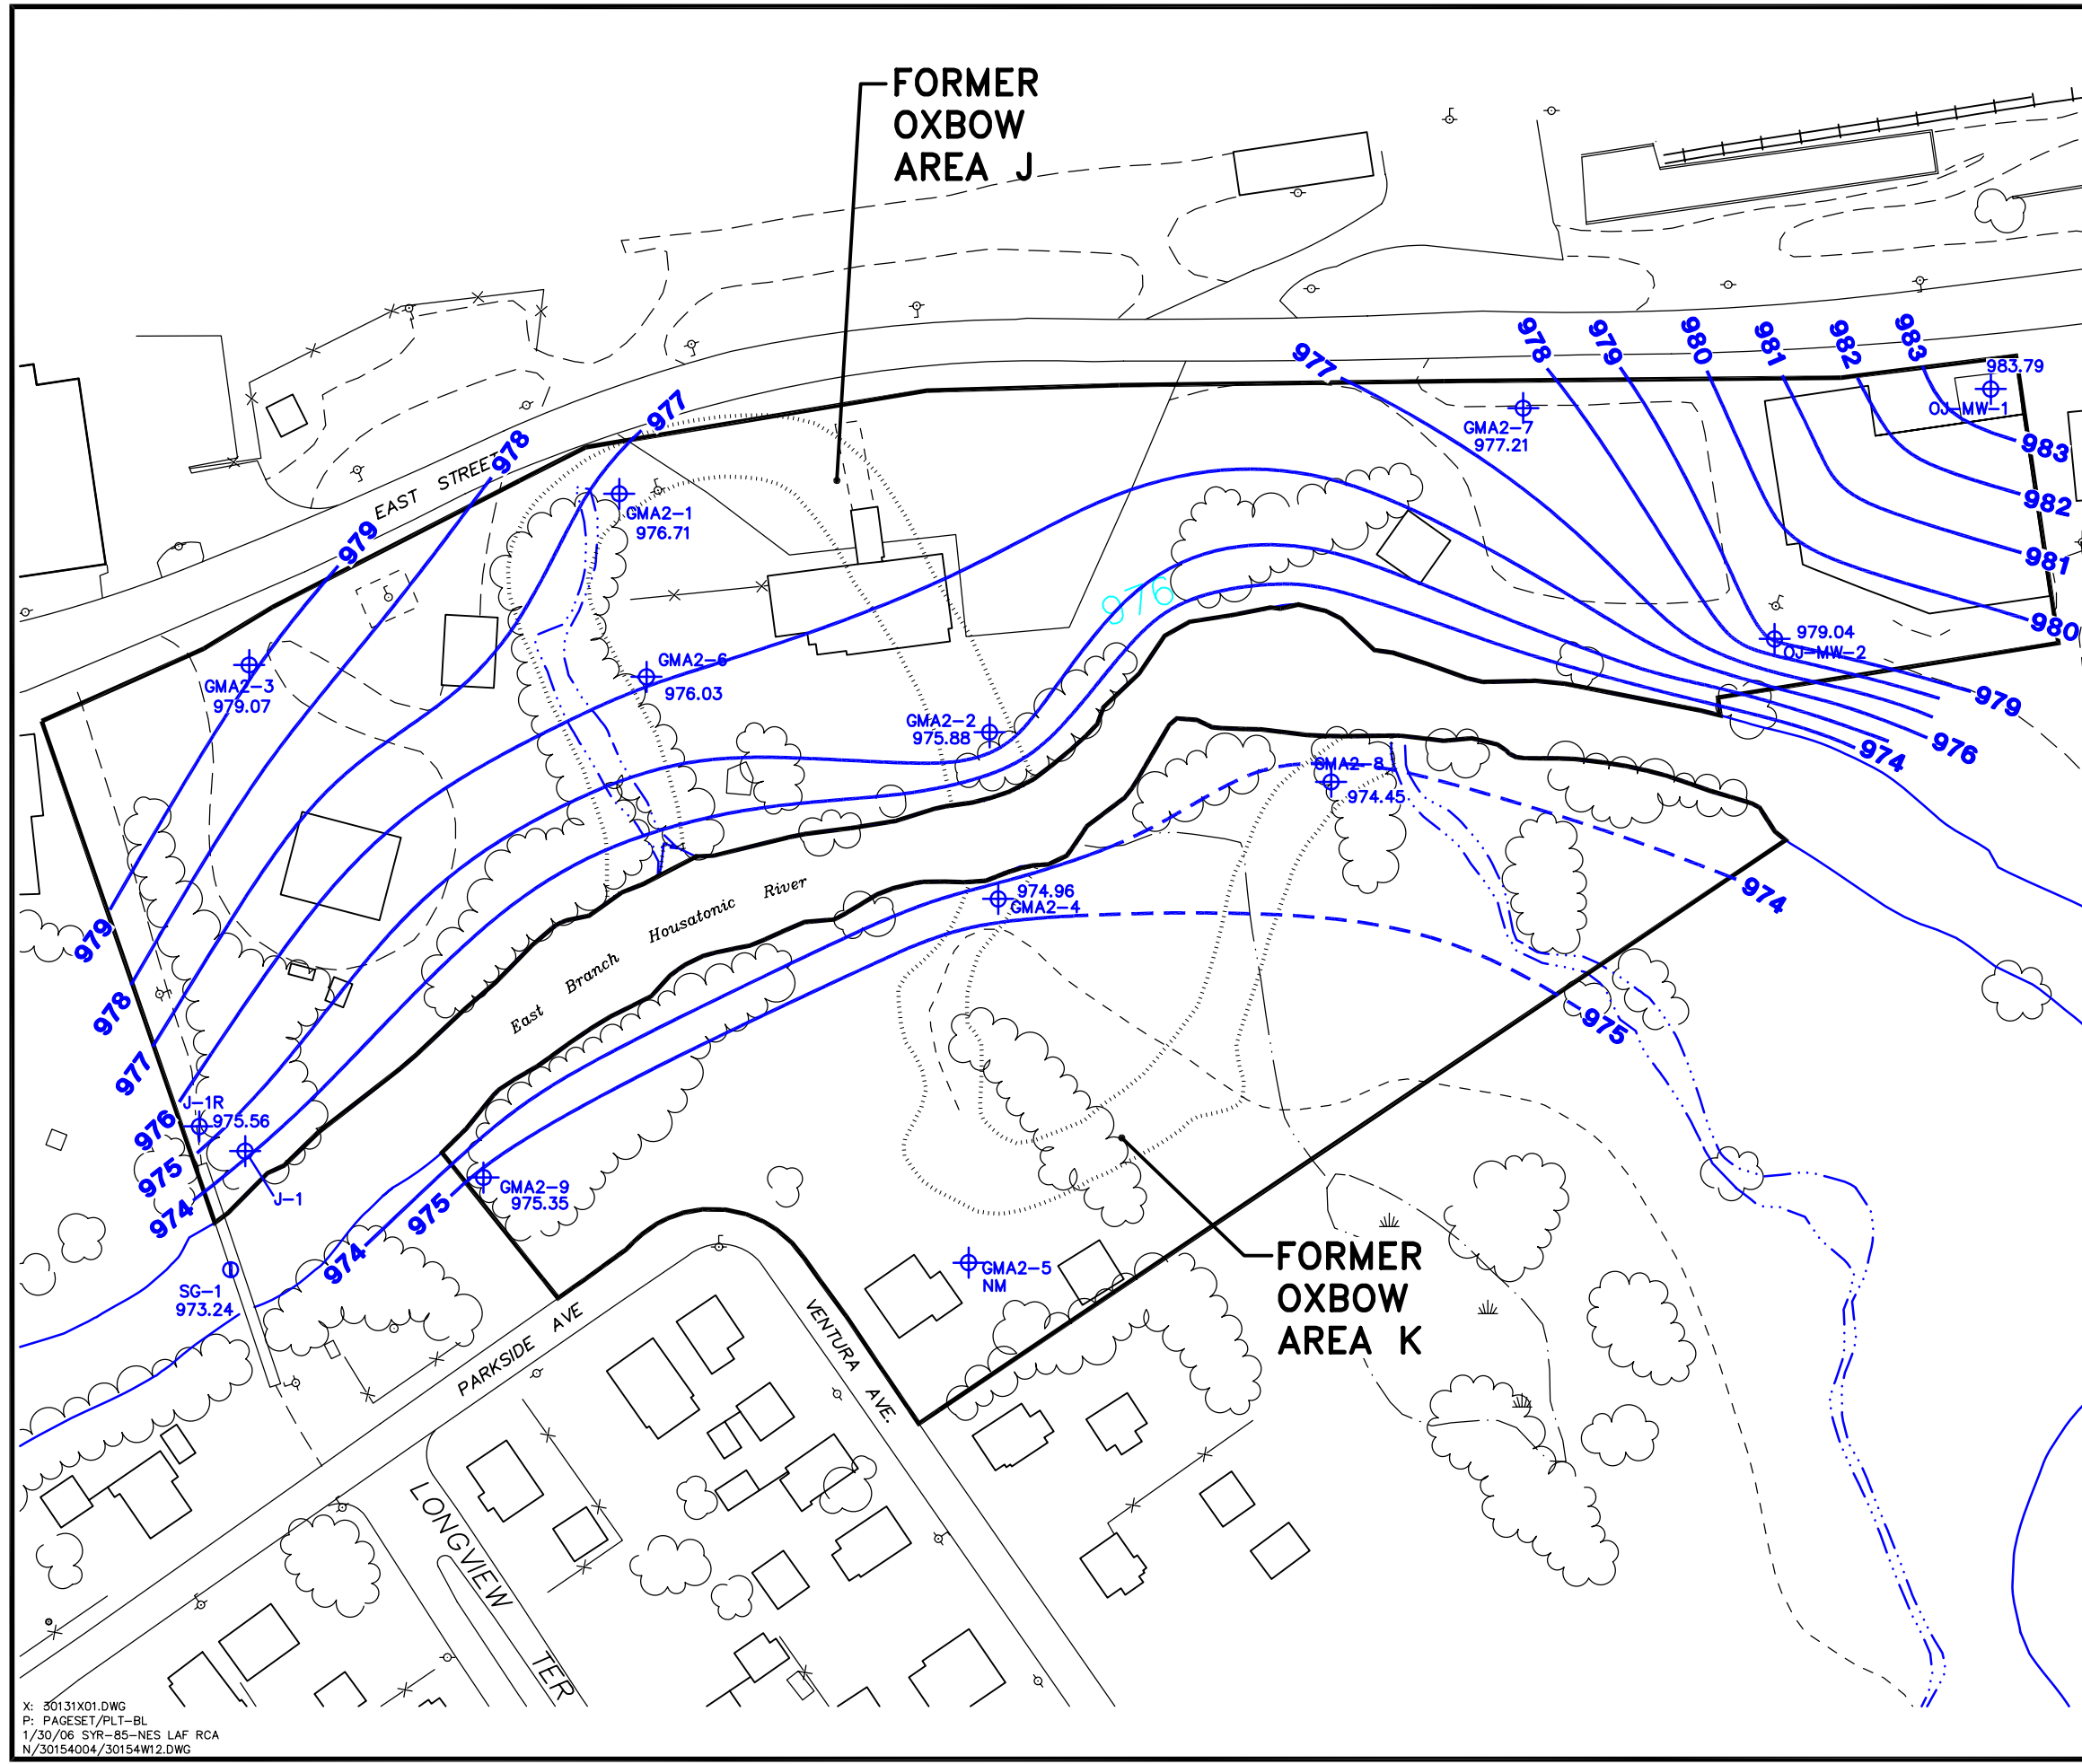 FORMER
OXBOW
AREA J
977
978
979
980
981
982
983
983.79
OJ-MW-1
GMA2-7
977.21
983
982
981
980
977
978
979
EAST STREET
GMA2-1
976.71
976
979.04
OJ-MW-2
979
976
974
GMA2-3
979.07
GMA2-6
976.03
GMA2-2
975.88
GMA2-8
974.45
974
974.96
GMA2-4
East Branch Housatonic River
979
978
977
976
975
974
975
J-1R
975.56
J-1
GMA2-9
975.35
975
974
SG-1
973.24
GMA2-5
NM
FORMER
OXBOW
AREA K
PARKSIDE AVE
VENTURA AVE.
LONGVIEW TER
X: 30131X01.DWG
P: PAGESET/PLT-BL
1/30/06 SYR-85-NES LAF RCA
N/30154004/30154W12.DWG